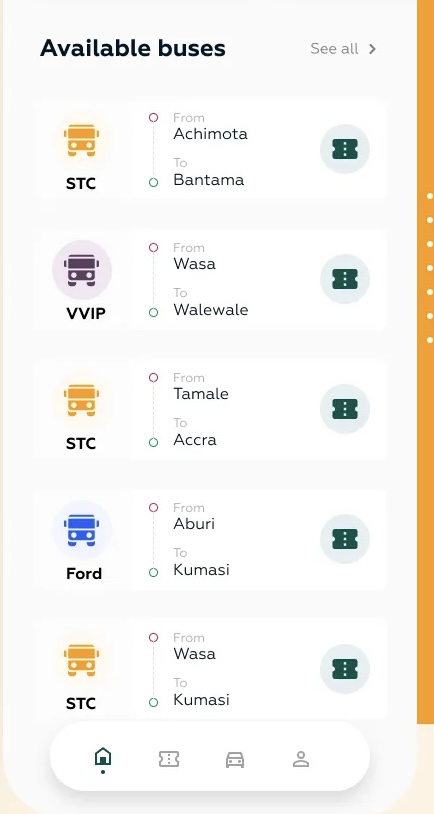 Available buses
See all
From
Achimota
To
Bantama
STC
From
Wasa
To
Walewale
VVIP
From
Tamale
To
Accra
STC
From
Aburi
To
Kumasi
Ford
From
Wasa
To
Kumasi
STC